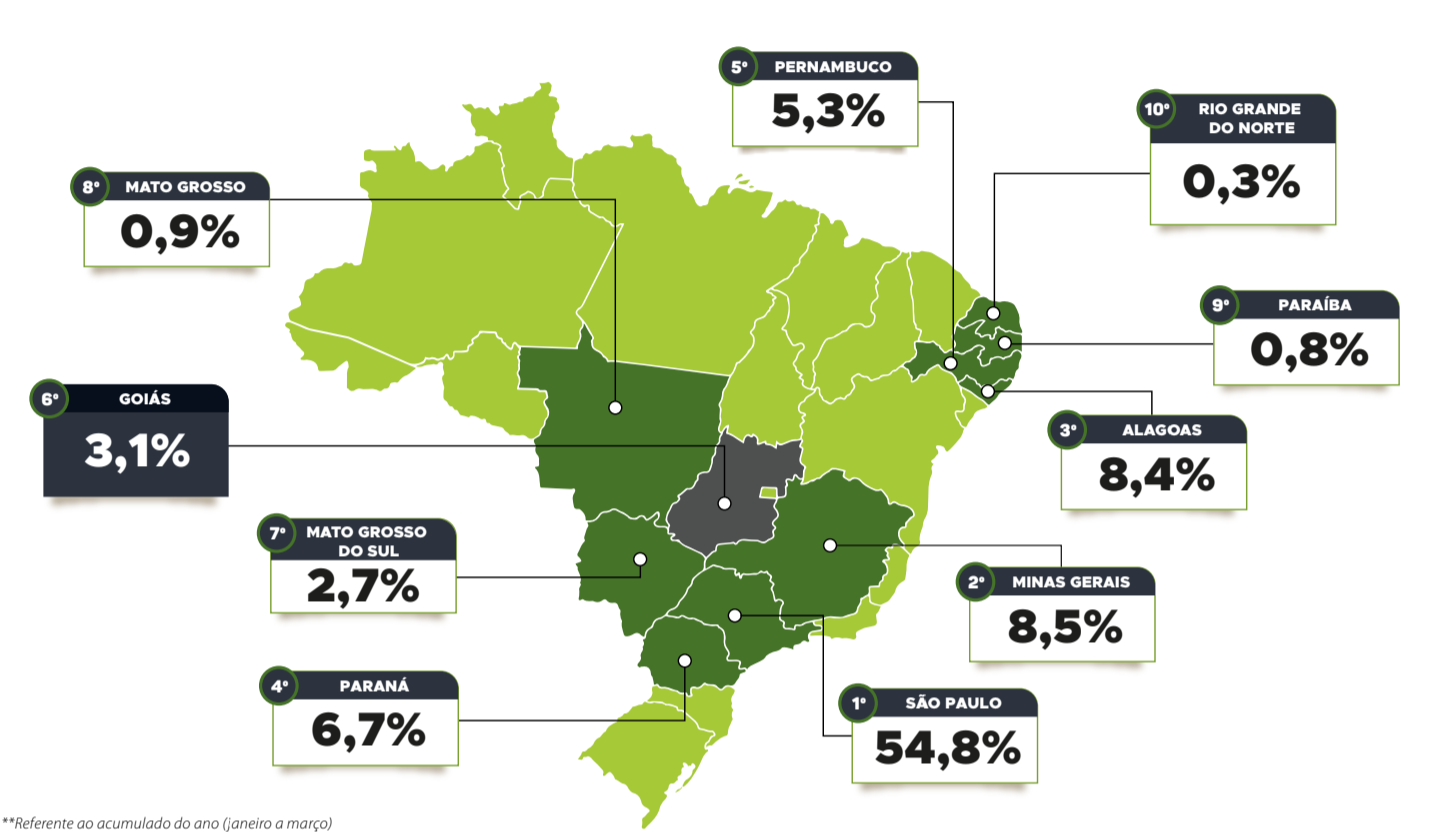 5º PERNAMBUCO
5,3%
10º RIO GRANDE
DO NORTE
0,3%
8º MATO GROSSO
0,9%
9º PARAÍBA
0,8%
6º GOIÁS
3,1%
3º ALAGOAS
8,4%
7º MATO GROSSO
DO SUL
2,7%
2º MINAS GERAIS
8,5%
4º PARANÁ
6,7%
1º SÃO PAULO
54,8%
**Referente ao acumulado do ano (janeiro a março)